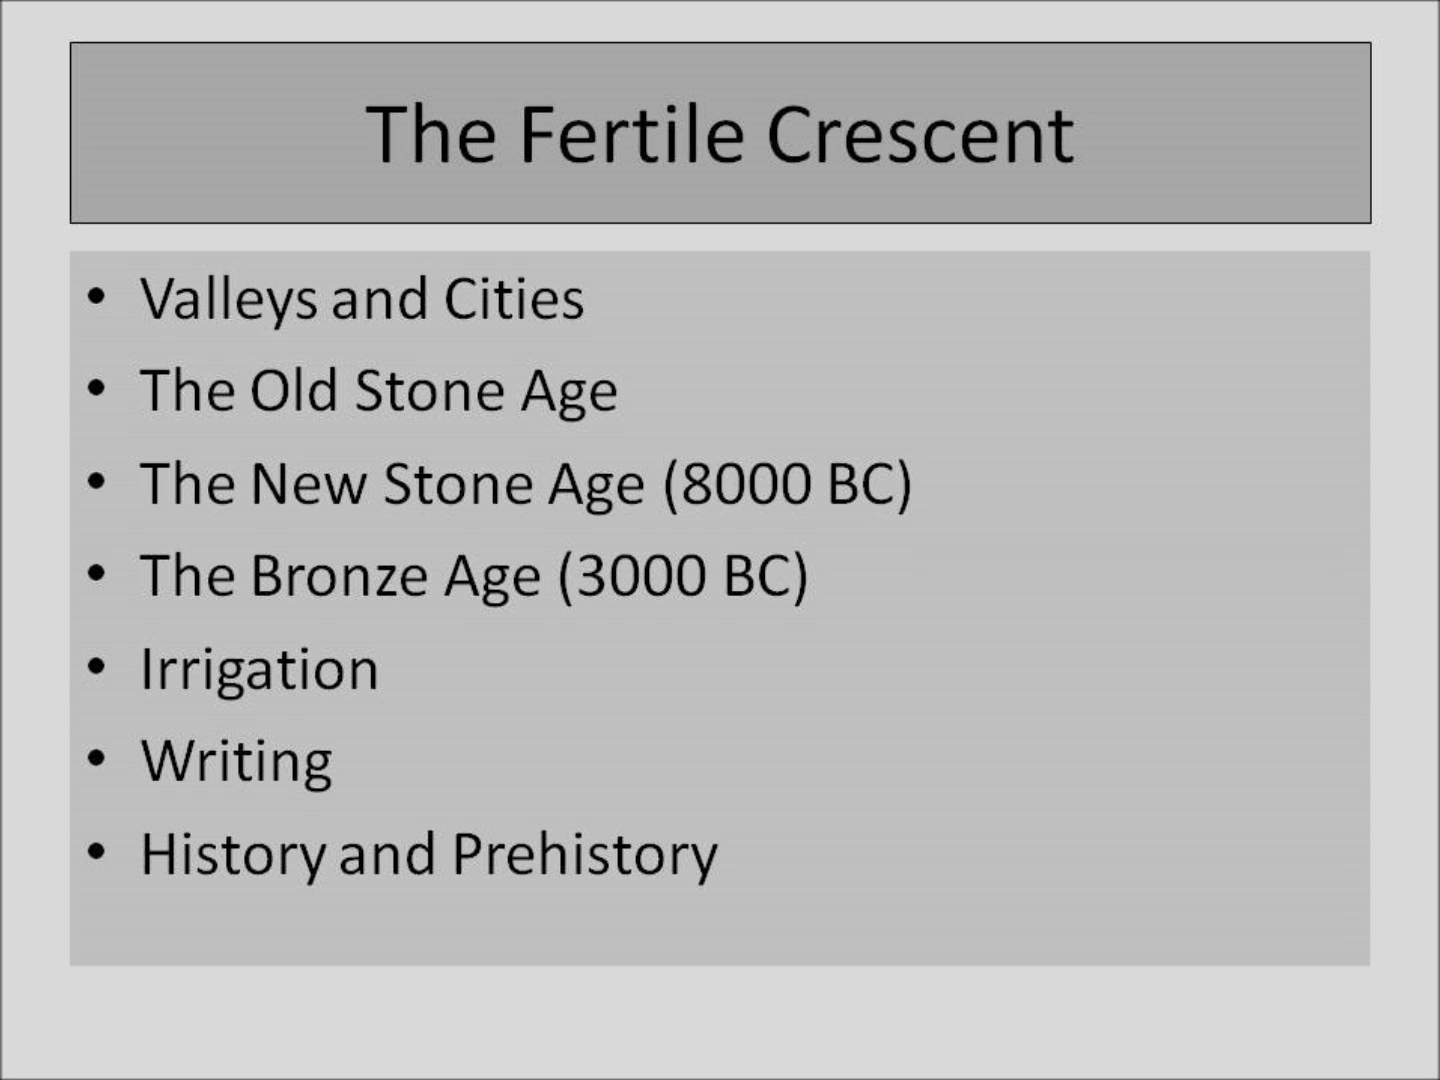 The Fertile Crescent
• Valleys and Cities
• The Old Stone Age
• The New Stone Age (8000 BC)
• The Bronze Age (3000 BC)
• Irrigation
• Writing
• History and Prehistory